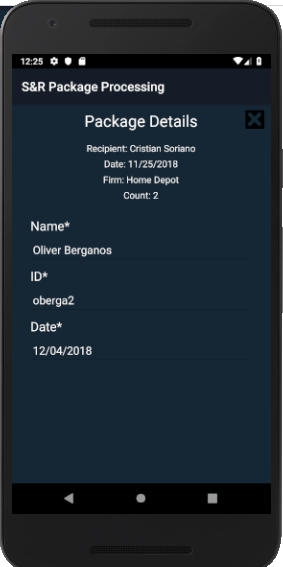 12:25
S&R Package Processing
Package Details
Recipient: Cristian Soriano
Date: 11/25/2018
Firm: Home Depot
Count: 2
Name*
Oliver Berganos
ID*
oberga2
Date*
12/04/2018